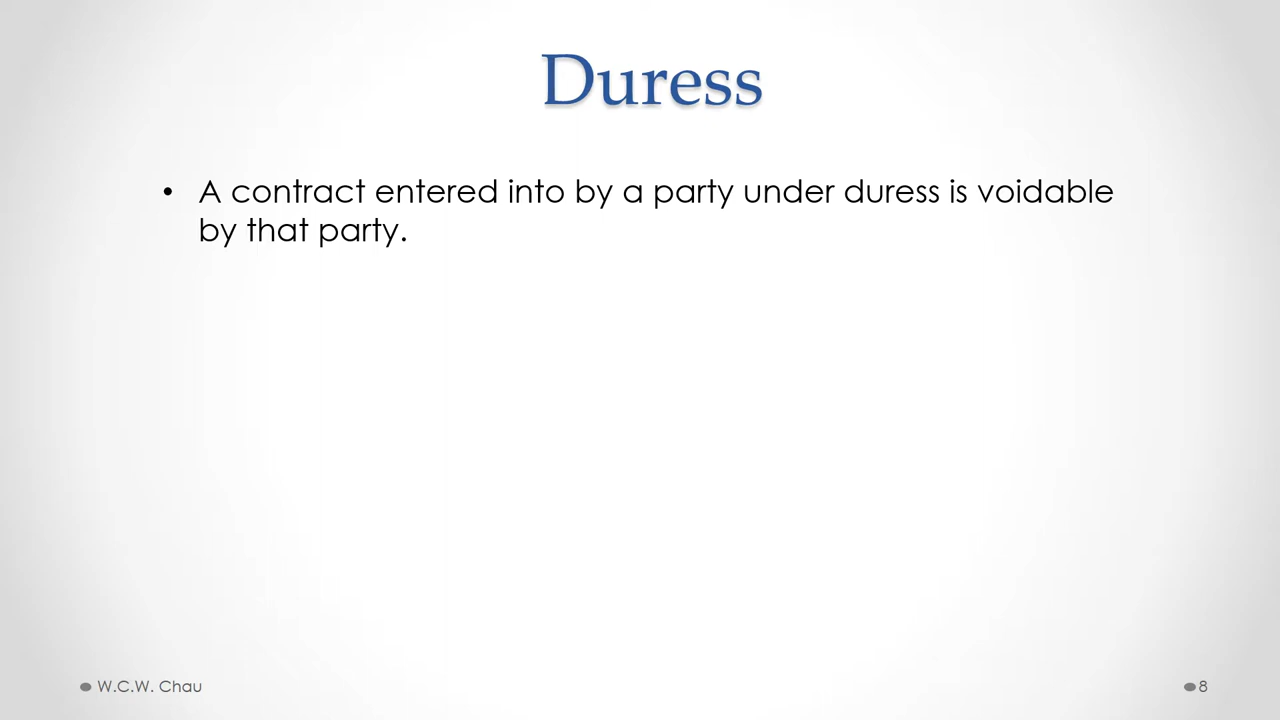 Duress
• A contract entered into by a party under duress is voidable
by that party.
W.C.W. Chau
8